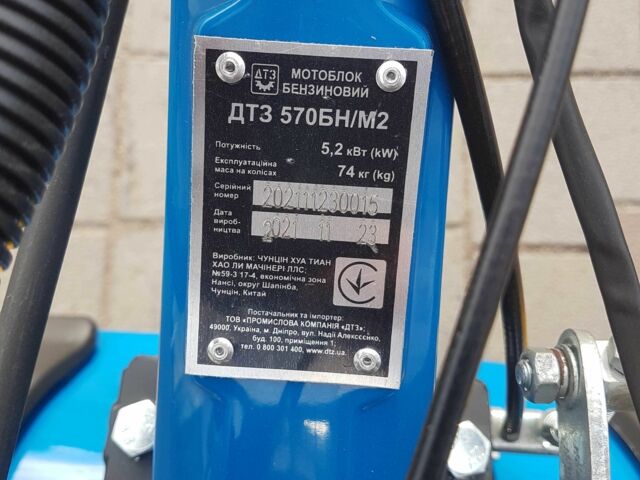 ДТЗ
МОТОБЛОК
БЕНЗИНОВИЙ
ДТЗ 570БН/М2
Потужність 5,2 кВт (kW)
Експлуатаційна
маса на колісах 74 кг (kg)
Серійний
номер 202111230015
Дата
вироб-
ництва 2021 11 23
Виробник: ЧУНЦІН ХУА ТИАН
ХАО ЛИ МАЧІНЕРІ ЛЛС;
№59-3 17-4, економічна зона
Нансі, округ Шапінба,
Чунцін, Китай
Постачальник та імпортер:
ТОВ «ПРОМИСЛОВА КОМПАНІЯ «ДТЗ»
49000, Україна, м. Дніпро, вул. Надії Алексєєнко,
буд. 100, приміщення 1;
тел. 0 800 301 400, www.dtz.ua.